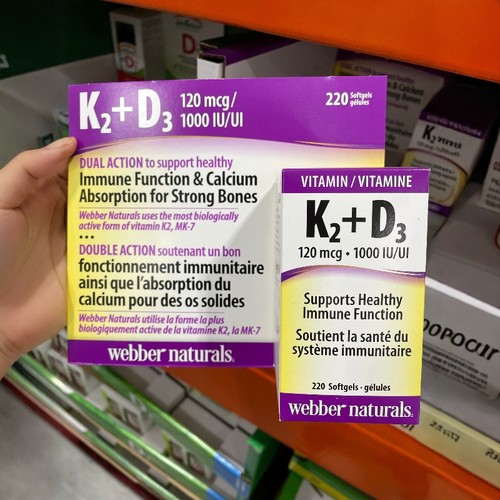 K2+D3 120 mcg/
1000 IU/UI
220 Softgels
gélules
DUAL ACTION to support healthy
Immune Function & Calcium
Absorption for Strong Bones
Webber Naturals uses the most biologically
active form of vitamin K2, MK-7
•••
DOUBLE ACTION soutenant un bon
fonctionnement immunitaire
ainsi que l'absorption du
calcium pour des os solides
Webber Naturals utilise la forme la plus
biologiquement active de la vitamine K2, la MK-7
webber naturals.
VITAMIN / VITAMINE
K2+D3
120 mcg • 1000 IU/UI
Supports Healthy
Immune Function
Soutient la santé du
système immunitaire
220 Softgels • gélules
webber naturals.
& Calcium
Strong Bones